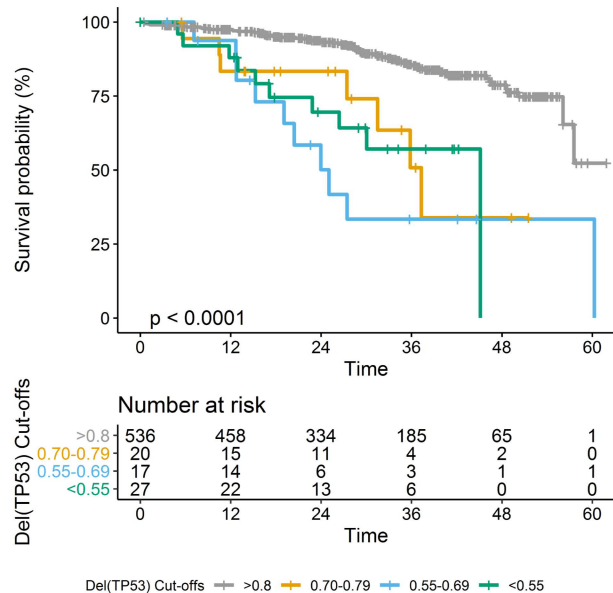 Survival probability (%)
100
75
50
25
0
p < 0.0001
0 12 24 36 48 60
Time
Number at risk
Del(TP53) Cut-offs
>0.8 536 458 334 185 65 1
0.70-0.79 20 15 11 4 2 0
0.55-0.69 17 14 6 3 1 1
<0.55 27 22 13 6 0 0
0 12 24 36 48 60
Time
Del(TP53) Cut-offs >0.8 0.70-0.79 0.55-0.69 <0.55